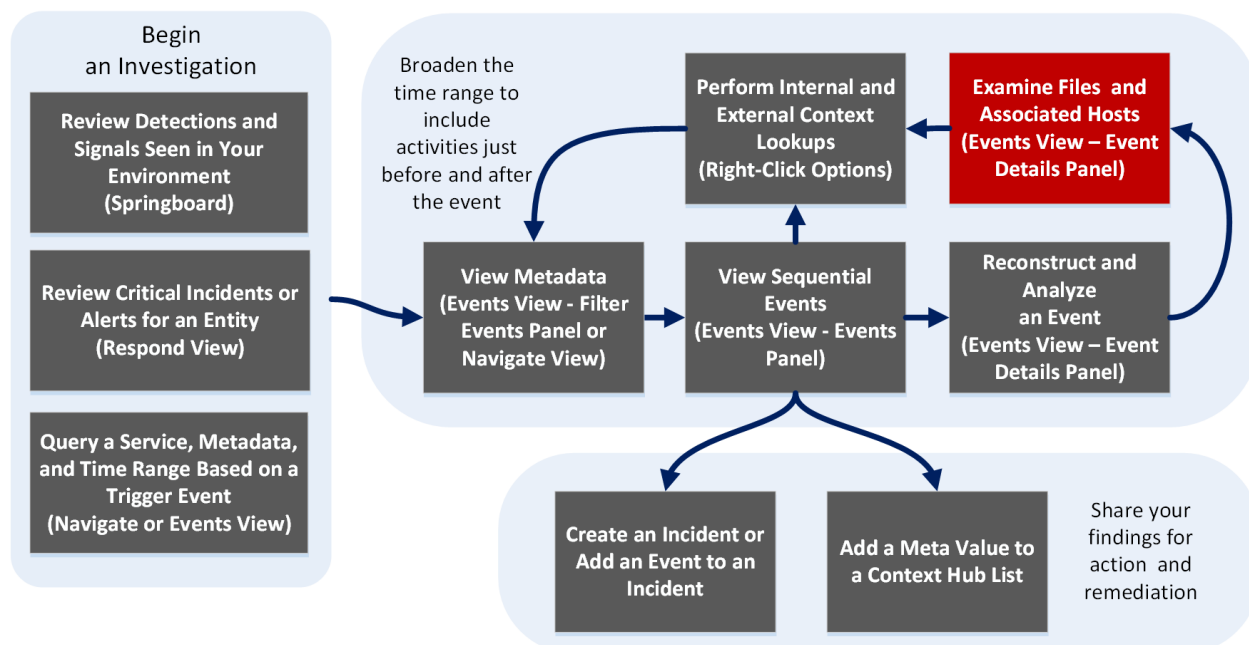 Begin
an Investigation
Review Detections and
Signals Seen in Your
Environment
(Springboard)
Review Critical Incidents or
Alerts for an Entity
(Respond View)
Query a Service, Metadata,
and Time Range Based on a
Trigger Event
(Navigate or Events View)
Broaden the
time range to
include
activities just
before and after
the event
Perform Internal and
External Context
Lookups
(Right-Click Options)
Examine Files and
Associated Hosts
(Events View – Event
Details Panel)
View Metadata
(Events View - Filter
Events Panel or
Navigate View)
View Sequential
Events
(Events View - Events
Panel)
Reconstruct and
Analyze
an Event
(Events View – Event
Details Panel)
Create an Incident or
Add an Event to an
Incident
Add a Meta Value to
a Context Hub List
Share your
findings for
action and
remediation